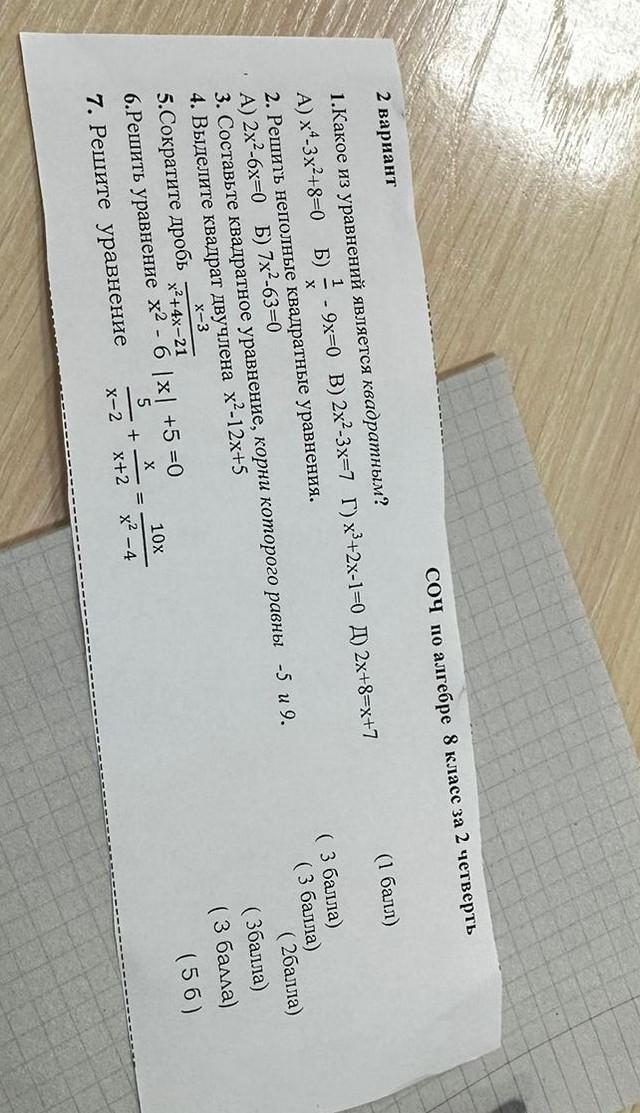 СОЧ по алгебре 8 класс за 2 четверть
2 вариант
1.Какое из уравнений является квадратным? (1 балл)
А) x⁴-3x²+8=0 Б) 1/x - 9x=0 В) 2x²-3x=7 Г) x³+2x-1=0 Д) 2x+8=x+7
2. Решить неполные квадратные уравнения. ( 3 балла)
А) 2x²-6x=0 Б) 7x²-63=0
3. Составьте квадратное уравнение, корни которого равны -5 и 9. ( 3 балла)
4. Выделите квадрат двучлена x²-12x+5 ( 2балла)
5.Сократите дробь (x-3)/(x²+4x-21) ( 3балла)
6.Решить уравнение x² - 6 |x| +5 =0 ( 3 балла)
7. Решите уравнение 5/(x-2) + x/(x+2) = 10x/(x²-4) ( 5 б )